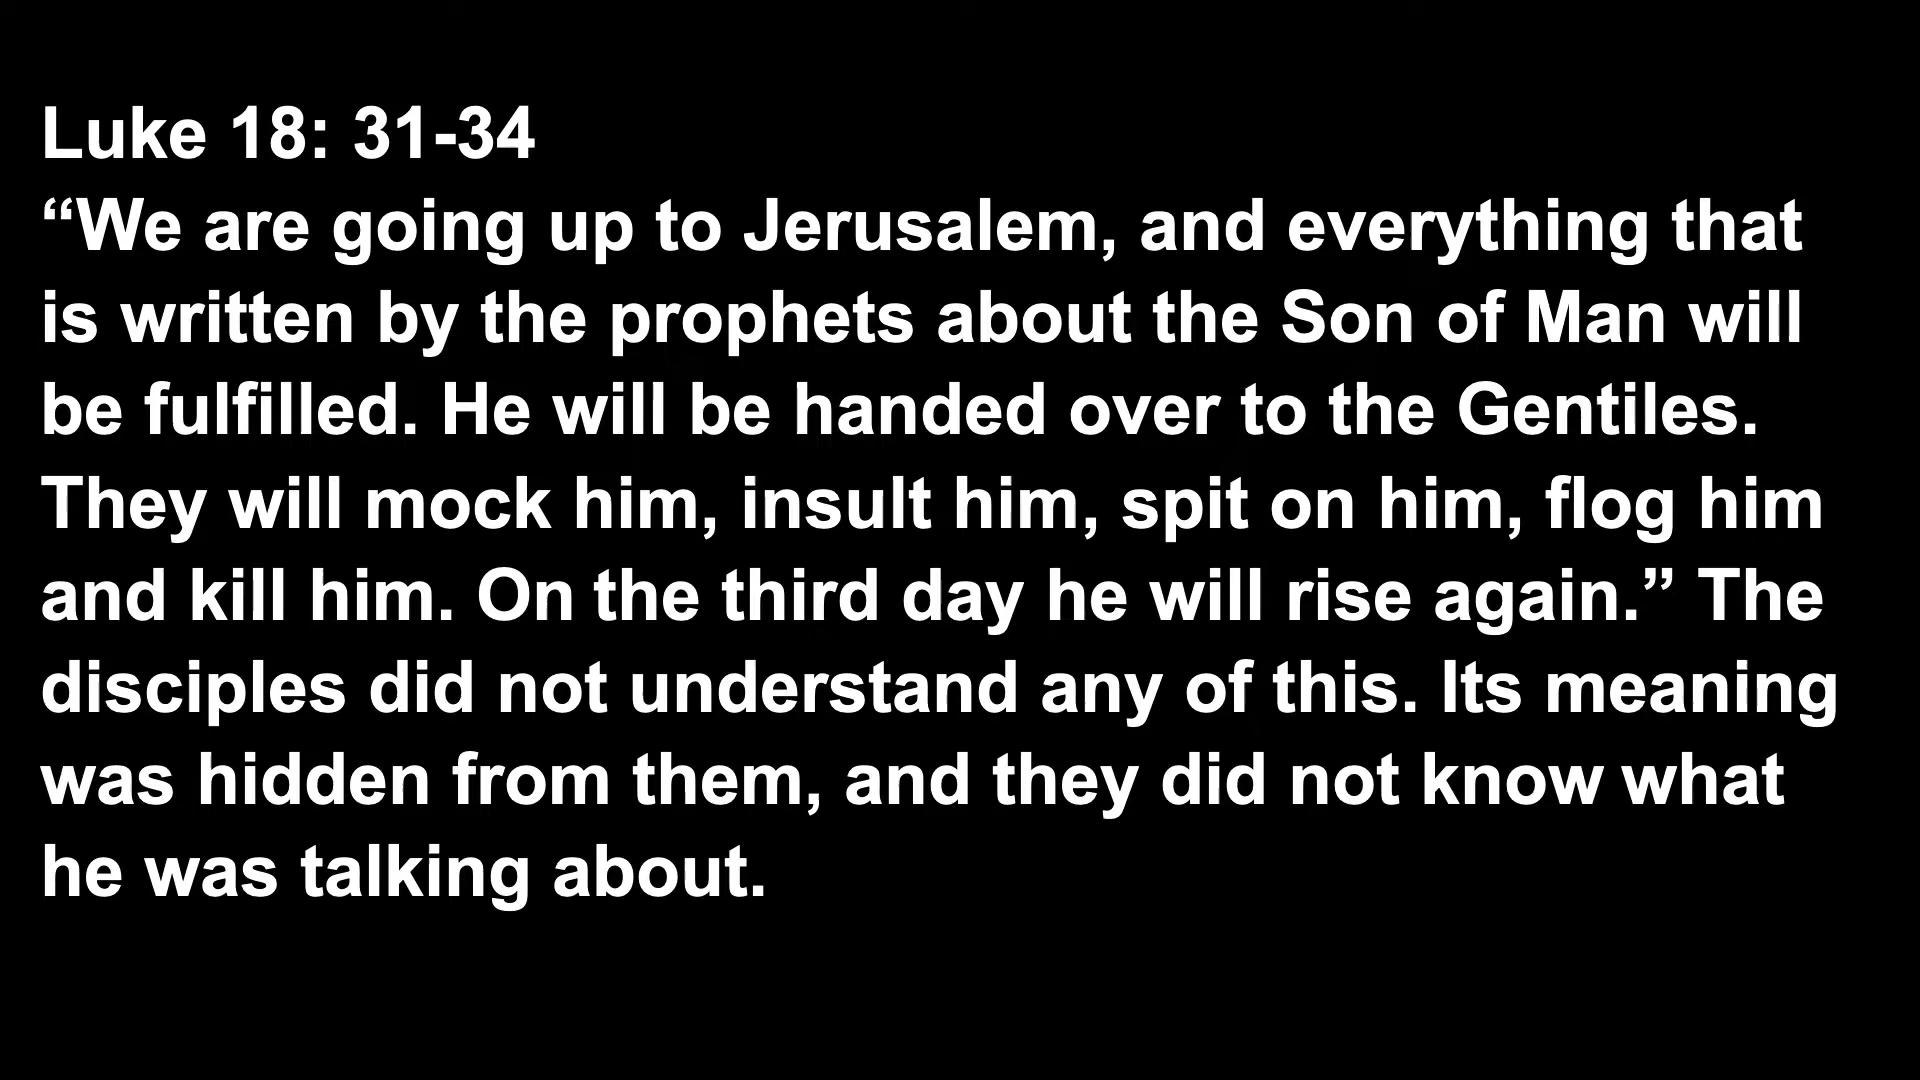 Luke 18: 31-34
“We are going up to Jerusalem, and everything that
is written by the prophets about the Son of Man will
be fulfilled. He will be handed over to the Gentiles.
They will mock him, insult him, spit on him, flog him
and kill him. On the third day he will rise again.” The
disciples did not understand any of this. Its meaning
was hidden from them, and they did not know what
he was talking about.